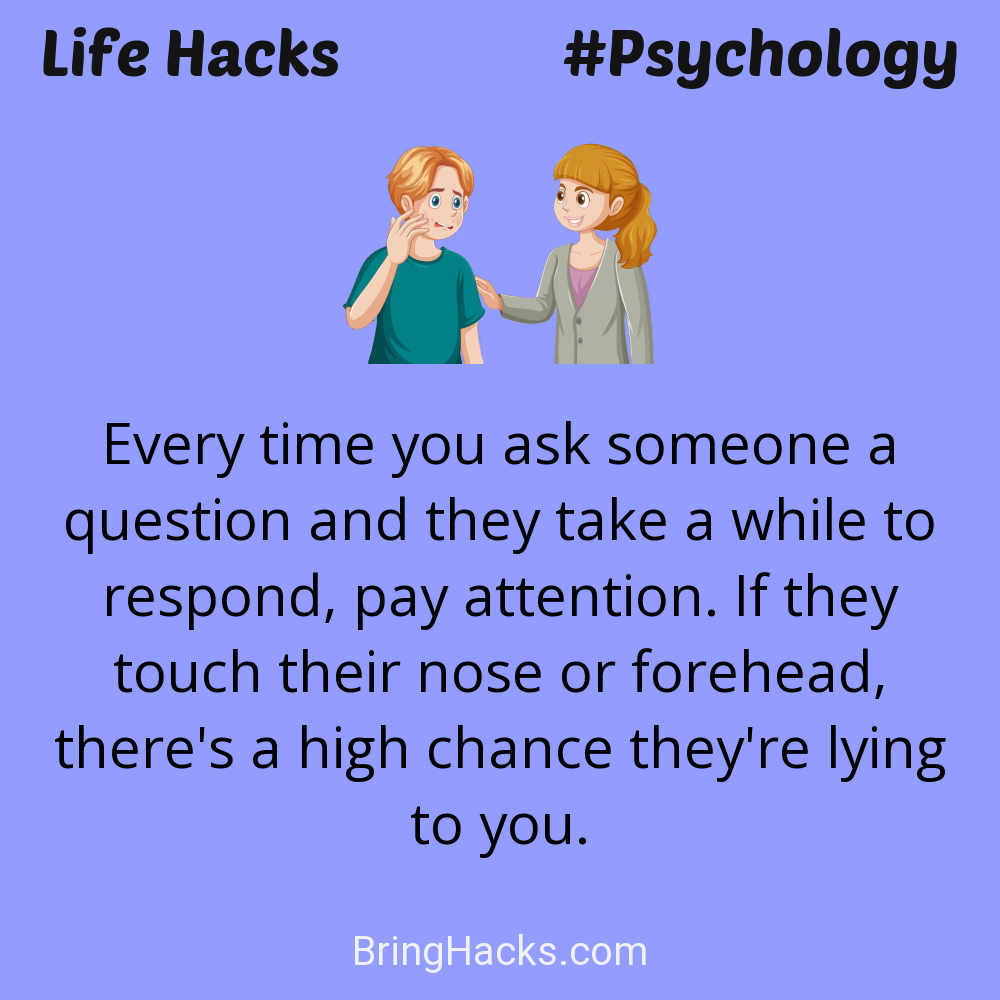 Life Hacks #Psychology
Every time you ask someone a
question and they take a while to
respond, pay attention. If they
touch their nose or forehead,
there's a high chance they're lying
to you.
BringHacks.com